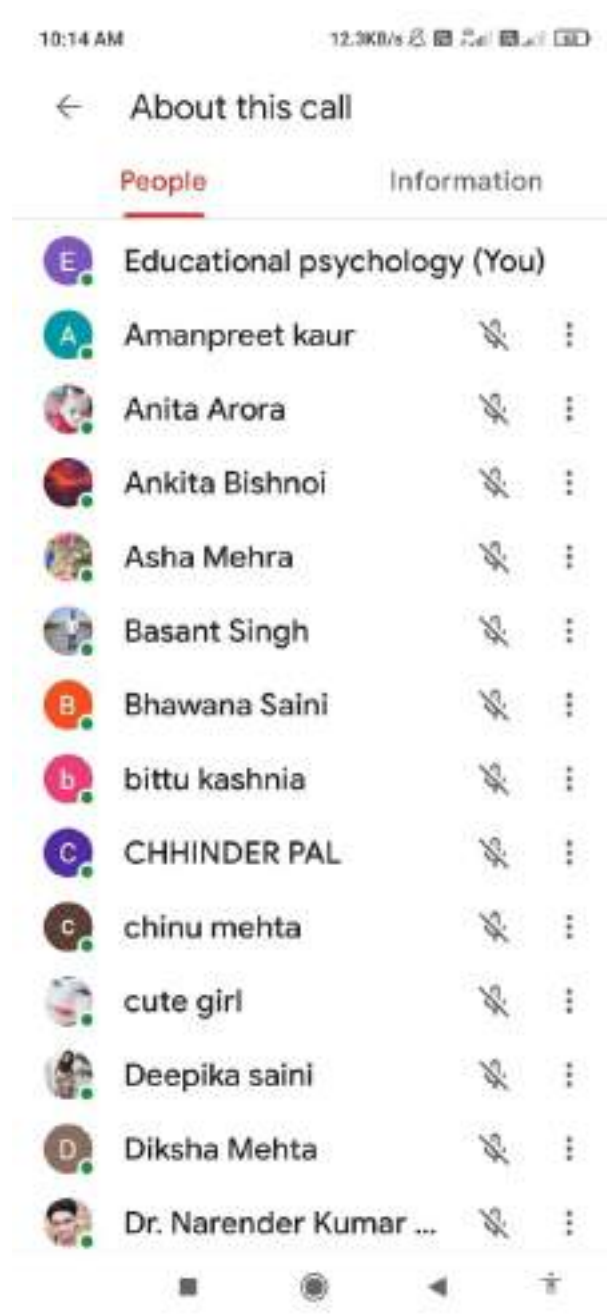 10:14 AM 12.3KB/s
← About this call
People Information
E Educational psychology (You)
A Amanpreet kaur
Anita Arora
Ankita Bishnoi
Asha Mehra
Basant Singh
B Bhawana Saini
b bittu kashnia
C CHHINDER PAL
c chinu mehta
cute girl
Deepika saini
D Diksha Mehta
Dr. Narender Kumar ...